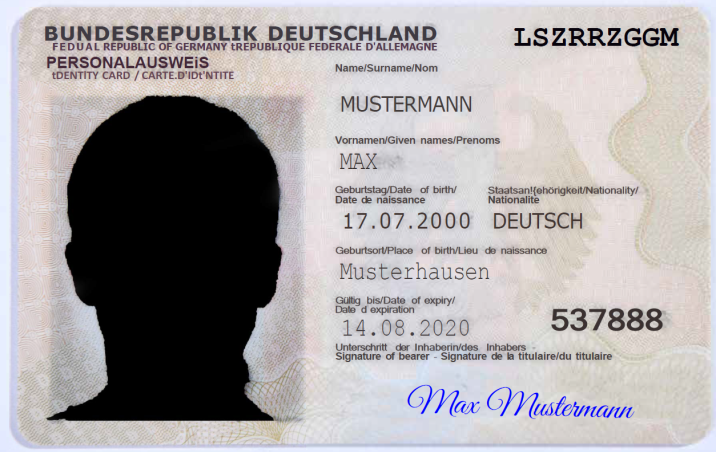 BUNDESREPUBLIK DEUTSCHLAND
FEDUAL REPUBLIC OF GERMANY tREPUBLIQUE FEDERALE D'ALLEMAGNE
LSZRRZGGM
PERSONALAUSWEiS
tDENTITY CARD / CARTE.D'IDt'NTITE
Name/Surname/Nom
MUSTERMANN
Vornamen/Given names/Prenoms
MAX
Geburtstag/Date of birth/ Staatsan!{ehörigkeit/Nationality/
Date de naissance Nationalite
17.07.2000 DEUTSCH
Geburtsort/Place of birth/Lieu de naissance
Musterhausen
Gültig bis/Date of expiry/
Date d expiration
14.08.2020 537888
Unterschritt der Inhaberin/des Inhabers -
Signature of bearer - Signature de la titulaire/du titulaire
Max Mustermann